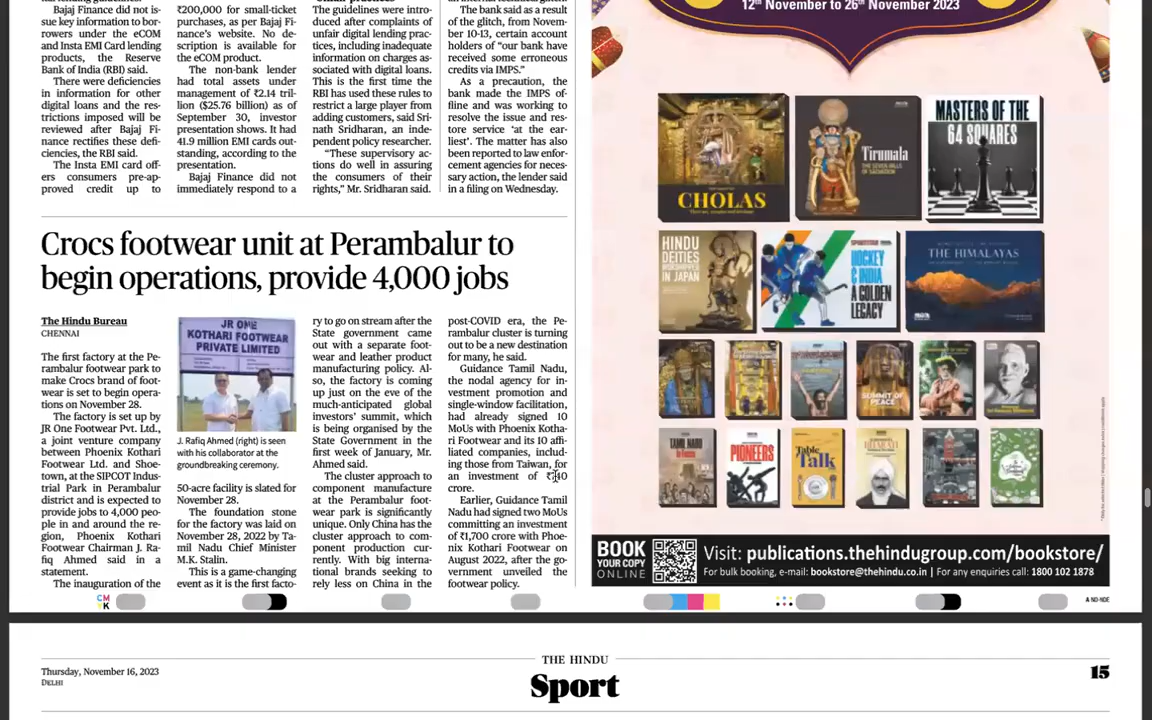 sue key information to bor-
rowers under the eCOM
and Insta EMI Card lending
products, the Reserve
Bank of India (RBI) said.
There were deficiencies
in information for other
digital loans and the res-
trictions imposed will be
reviewed after Bajaj Fi-
nance rectifies these defi-
ciencies, the RBI said.
The Insta EMI card off-
ers consumers pre-ap-
proved credit up to
₹200,000 for small-ticket
purchases, as per Bajaj Fi-
nance's website. No de-
scription is available for
the eCOM product.
The non-bank lender
had total assets under
management of ₹2.14 tril-
lion ($25.76 billion) as of
September 30, investor
presentation shows. It had
41.9 million EMI cards out-
standing, according to the
presentation.
Bajaj Finance did not
immediately respond to a
The guidelines were intro-
duced after complaints of
unfair digital lending prac-
tices, including inadequate
information on charges as-
sociated with digital loans.
This is the first time the
RBI has used these rules to
restrict a large player from
adding customers, said Sri-
nath Sridharan, an inde-
pendent policy researcher.
"These supervisory ac-
tions do well in assuring
the consumers of their
rights," Mr. Sridharan said.
The bank said as a result
of the glitch, from Novem-
ber 10-13, certain account
holders of "our bank have
received some erroneous
credits via IMPS."
As a precaution, the
bank made the IMPS of-
fline and was working to
resolve the issue and res-
tore service 'at the ear-
liest'. The matter has also
been reported to law enfor-
cement agencies for neces-
sary action, the lender said
in a filing on Wednesday.
Crocs footwear unit at Perambalur to
begin operations, provide 4,000 jobs
The Hindu Bureau
CHENNAI
The first factory at the Pe-
rambalur footwear park to
make Crocs brand of foot-
wear is set to begin opera-
tions on November 28.
The factory is set up by
JR One Footwear Pvt. Ltd.,
a joint venture company
between Phoenix Kothari
Footwear Ltd. and Shoe-
town, at the SIPCOT Indus-
trial Park in Perambalur
district and is expected to
provide jobs to 4,000 peo-
ple in and around the re-
gion, Phoenix Kothari
Footwear Chairman J. Ra-
fiq Ahmed said in a
statement.
The inauguration of the
JR ONE
KOTHARI FOOTWEAR
PRIVATE LIMITED
J. Rafiq Ahmed (right) is seen
with his collaborator at the
groundbreaking ceremony.
50-acre facility is slated for
November 28.
The foundation stone
for the factory was laid on
November 28, 2022 by Ta-
mil Nadu Chief Minister
M.K. Stalin.
This is a game-changing
event as it is the first facto-
ry to go on stream after the
State government came
out with a separate foot-
wear and leather product
manufacturing policy. Al-
so, the factory is coming
up just on the eve of the
much-anticipated global
investors' summit, which
is being organised by the
State Government in the
first week of January, Mr.
Ahmed said.
The cluster approach to
component manufacture
at the Perambalur foot-
wear park is significantly
unique. Only China has the
cluster approach to com-
ponent production cur-
rently. With big interna-
tional brands seeking to
rely less on China in the
post-COVID era, the Pe-
rambalur cluster is turning
out to be a new destination
for many, he said.
Guidance Tamil Nadu,
the nodal agency for in-
vestment promotion and
single-window facilitation,
had already signed 10
MoUs with Phoenix Kotha-
ri Footwear and its 10 affi-
liated companies, includ-
ing those from Taiwan, for
an investment of
crore.
Earlier, Guidance Tamil
Nadu had signed two MoUs
committing an investment
of ₹1,700 crore with Phoe-
nix Kothari Footwear on
August 2022, after the go-
vernment unveiled the
footwear policy.
12th November to 26th November 2023
CHOLAS
Tirumala
THE SEVEN HILLS
OF SALVATION
MASTERS OF THE
64 SQUARES
HINDU
DEITIES
WORSHIPPED
IN JAPAN
SPORTSTAR
HOCKEY
& INDIA
A GOLDEN
LEGACY
THE HIMALAYAS
SUMMIT OF
PEACE
TAMIL NADU
PIONEERS
Table
Talk
BHARATI
BOOK
YOUR COPY
ONLINE
Visit: publications.thehindugroup.com/bookstore/
For bulk booking, e-mail: bookstore@thehindu.co.in | For any enquiries call: 1800 102 1878
CM
YK
A ND-NDE
Thursday, November 16, 2023
DELHI
THE HINDU
Sport
15